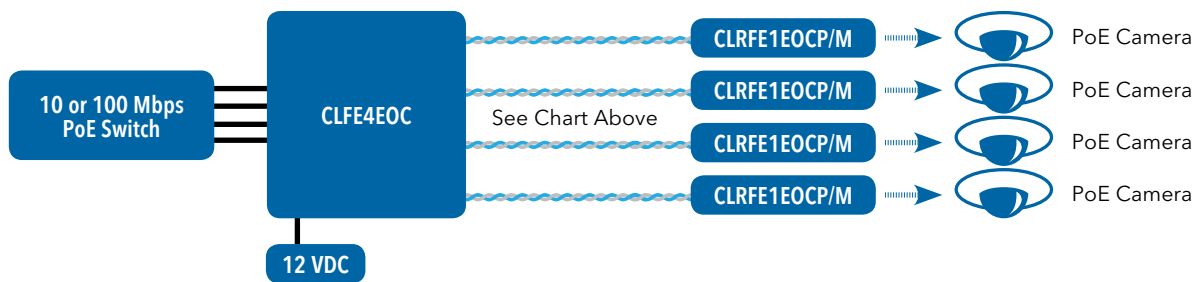 10 or 100 Mbps
PoE Switch
CLFE4EOC
12 VDC
See Chart Above
CLRFE1EOCP/M
PoE Camera
CLRFE1EOCP/M
PoE Camera
CLRFE1EOCP/M
PoE Camera
CLRFE1EOCP/M
PoE Camera